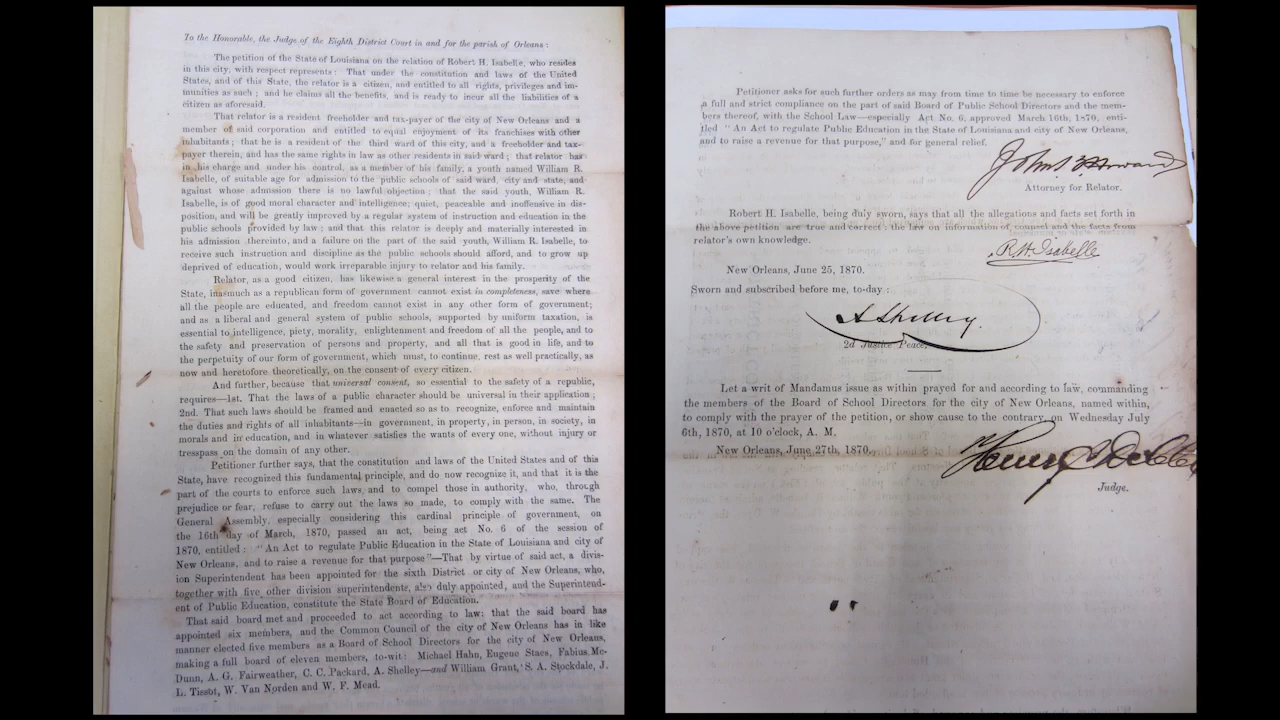 To the Honorable, the Judge of the Eighth District Court in and for the parish of Orleans :
The petition of the State of Louisiana on the relation of Robert H. Isabelle, who resides
in this city, with respect represents : That under the constitution and laws of the United
States, and of this State, the relator is a citizen, and entitled to all rights, privileges and im-
munities as such ; and he claims all the benefits, and is ready to incur all the liabilities of a
citizen as aforesaid.
That relator is a resident freeholder and tax-payer of the city of New Orleans and a
member of said corporation and entitled to equal enjoyment of its franchises with other
inhabitants ; that he is a resident of the third ward of this city, and a freeholder and tax-
payer therein, and has the same rights in law as other residents in said ward ; that relator has
in his charge and under his control, as a member of his family, a youth named William R.
Isabelle, of suitable age for admission to the public schools of said ward, city and state, and
against whose admission there is no lawful objection ; that the said youth, William R.
Isabelle, is of good moral character and intelligence; quiet, peaceable and inoffensive in dis-
position, and will be greatly improved by a regular system of instruction and education in the
public schools provided by law ; and that this relator is deeply and materially interested in
his admission thereinto, and a failure on the part of the said youth, William R. Isabelle, to
receive such instruction and discipline as the public schools should afford, and to grow up
deprived of education, would work irreparable injury to relator and his family.
Relator, as a good citizen, has likewise a general interest in the prosperity of the
State, inasmuch as a republican form of government cannot exist in completeness, save where
all the people are educated, and freedom cannot exist in any other form of government;
and as a liberal and general system of public schools, supported by uniform taxation, is
essential to intelligence, piety, morality, enlightenment and freedom of all the people, and to
the safety and preservation of persons and property, and all that is good in life, and to
the perpetuity of our form of government, which must, to continue, rest as well practically, as
now and heretofore theoretically, on the consent of every citizen.
And further, because that universal consent, so essential to the safety of a republic,
requires—1st. That the laws of a public character should be universal in their application ;
2nd. That such laws should be framed and enacted so as to recognize, enforce and maintain
the duties and rights of all inhabitants—in government, in property, in person, in society, in
morals and in education, and in whatever satisfies the wants of every one, without injury or
tresspass on the domain of any other.
Petitioner further says, that the constitution and laws of the United States and of this
State, have recognized this fundamental principle, and do now recognize it, and that it is the
part of the courts to enforce such laws, and to compel those in authority, who, through
prejudice or fear, refuse to carry out the laws so made, to comply with the same. The
General Assembly, especially considering this cardinal principle of government, on
the 16th day of March, 1870, passed an act, being act No. 6 of the session of
1870, entitled : "An Act to regulate Public Education in the State of Louisiana and city of
New Orleans, and to raise a revenue for that purpose"—That by virtue of said act, a divis-
ion Superintendent has been appointed for the sixth District or city of New Orleans, who,
together with five other division superintendents, also duly appointed, and the Superintend-
ent of Public Education, constitute the State Board of Education.
That said board met and proceeded to act according to law: that the said board has
appointed six members, and the Common Council of the city of New Orleans has in like
manner elected five members as a Board of School Directors for the city of New Orleans,
making a full board of eleven members, to-wit : Michael Hahn, Eugene Staes, Fabius Mc-
Dunn, A. G. Fairweather, C. C. Packard, A. Shelley—and William Grant, S. A. Stockdale, J.
L. Tissot, W. Van Norden and W. F. Mead.
Petitioner asks for such further orders as may from time to time be necessary to enforce
a full and strict compliance on the part of said Board of Public School Directors and the mem-
bers thereof, with the School Law—especially Act No. 6, approved March 16th, 1870, enti-
tled "An Act to regulate Public Education in the State of Louisiana and city of New Orleans,
and to raise a revenue for that purpose," and for general relief.
Attorney for Relator.
Robert H. Isabelle, being duly sworn, says that all the allegations and facts set forth in
the above petition are true and correct : the law on information of counsel and the facts from
relator's own knowledge.
R. H. Isabelle
New Orleans, June 25, 1870.
Sworn and subscribed before me, to-day :
A Shelley.
2d Justice Peace.
Let a writ of Mandamus issue as within prayed for and according to law, commanding
the members of the Board of School Directors for the city of New Orleans, named within,
to comply with the prayer of the petition, or show cause to the contrary, on Wednesday July
6th, 1870, at 10 o'clock, A. M.
New Orleans, June 27th, 1870.
Judge.